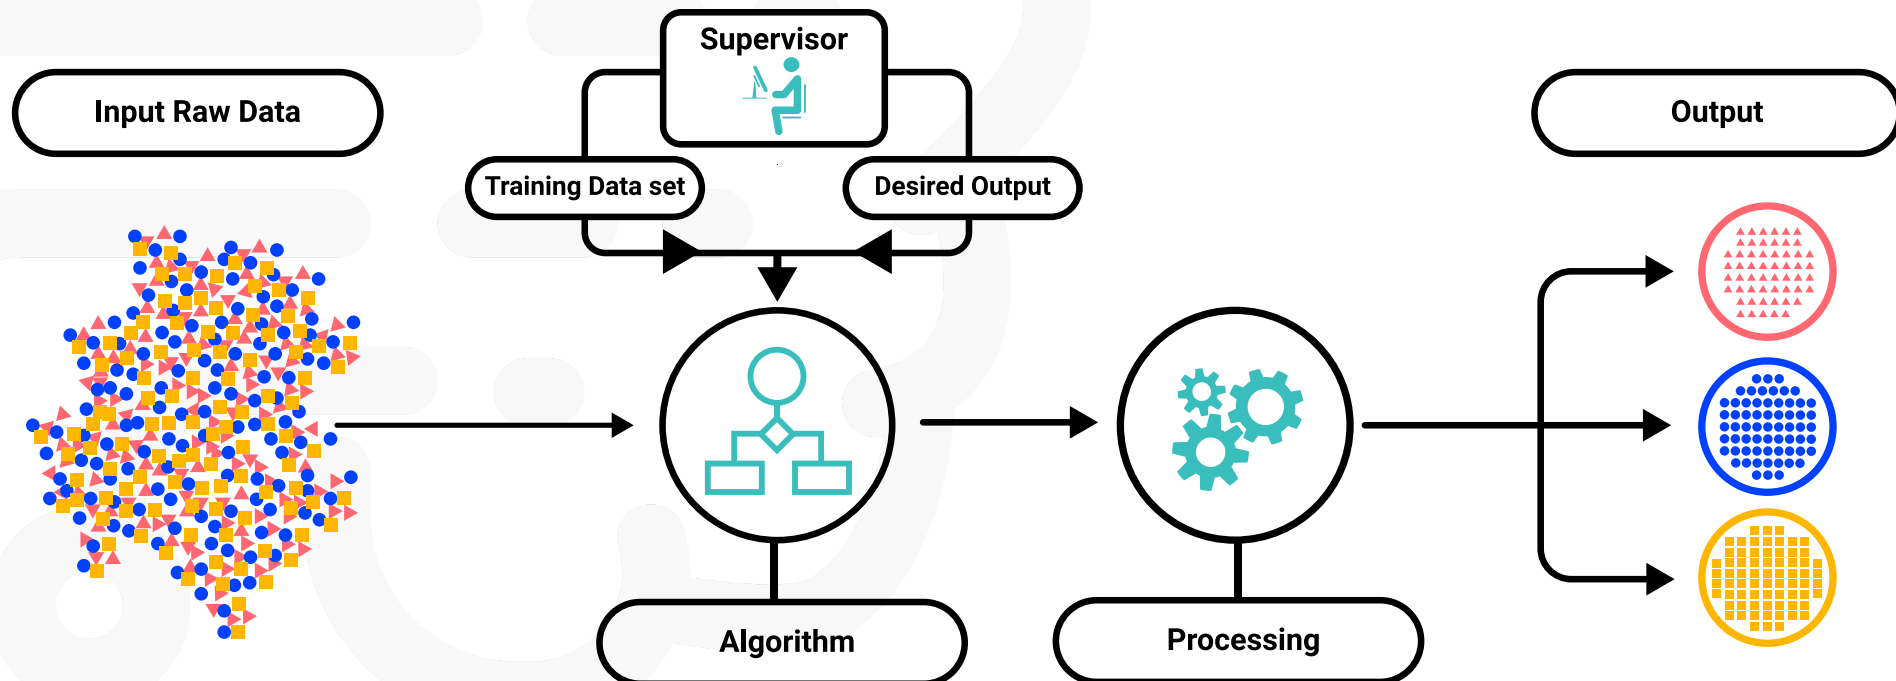 Input Raw Data
Supervisor
Training Data set
Desired Output
Output
Algorithm
Processing